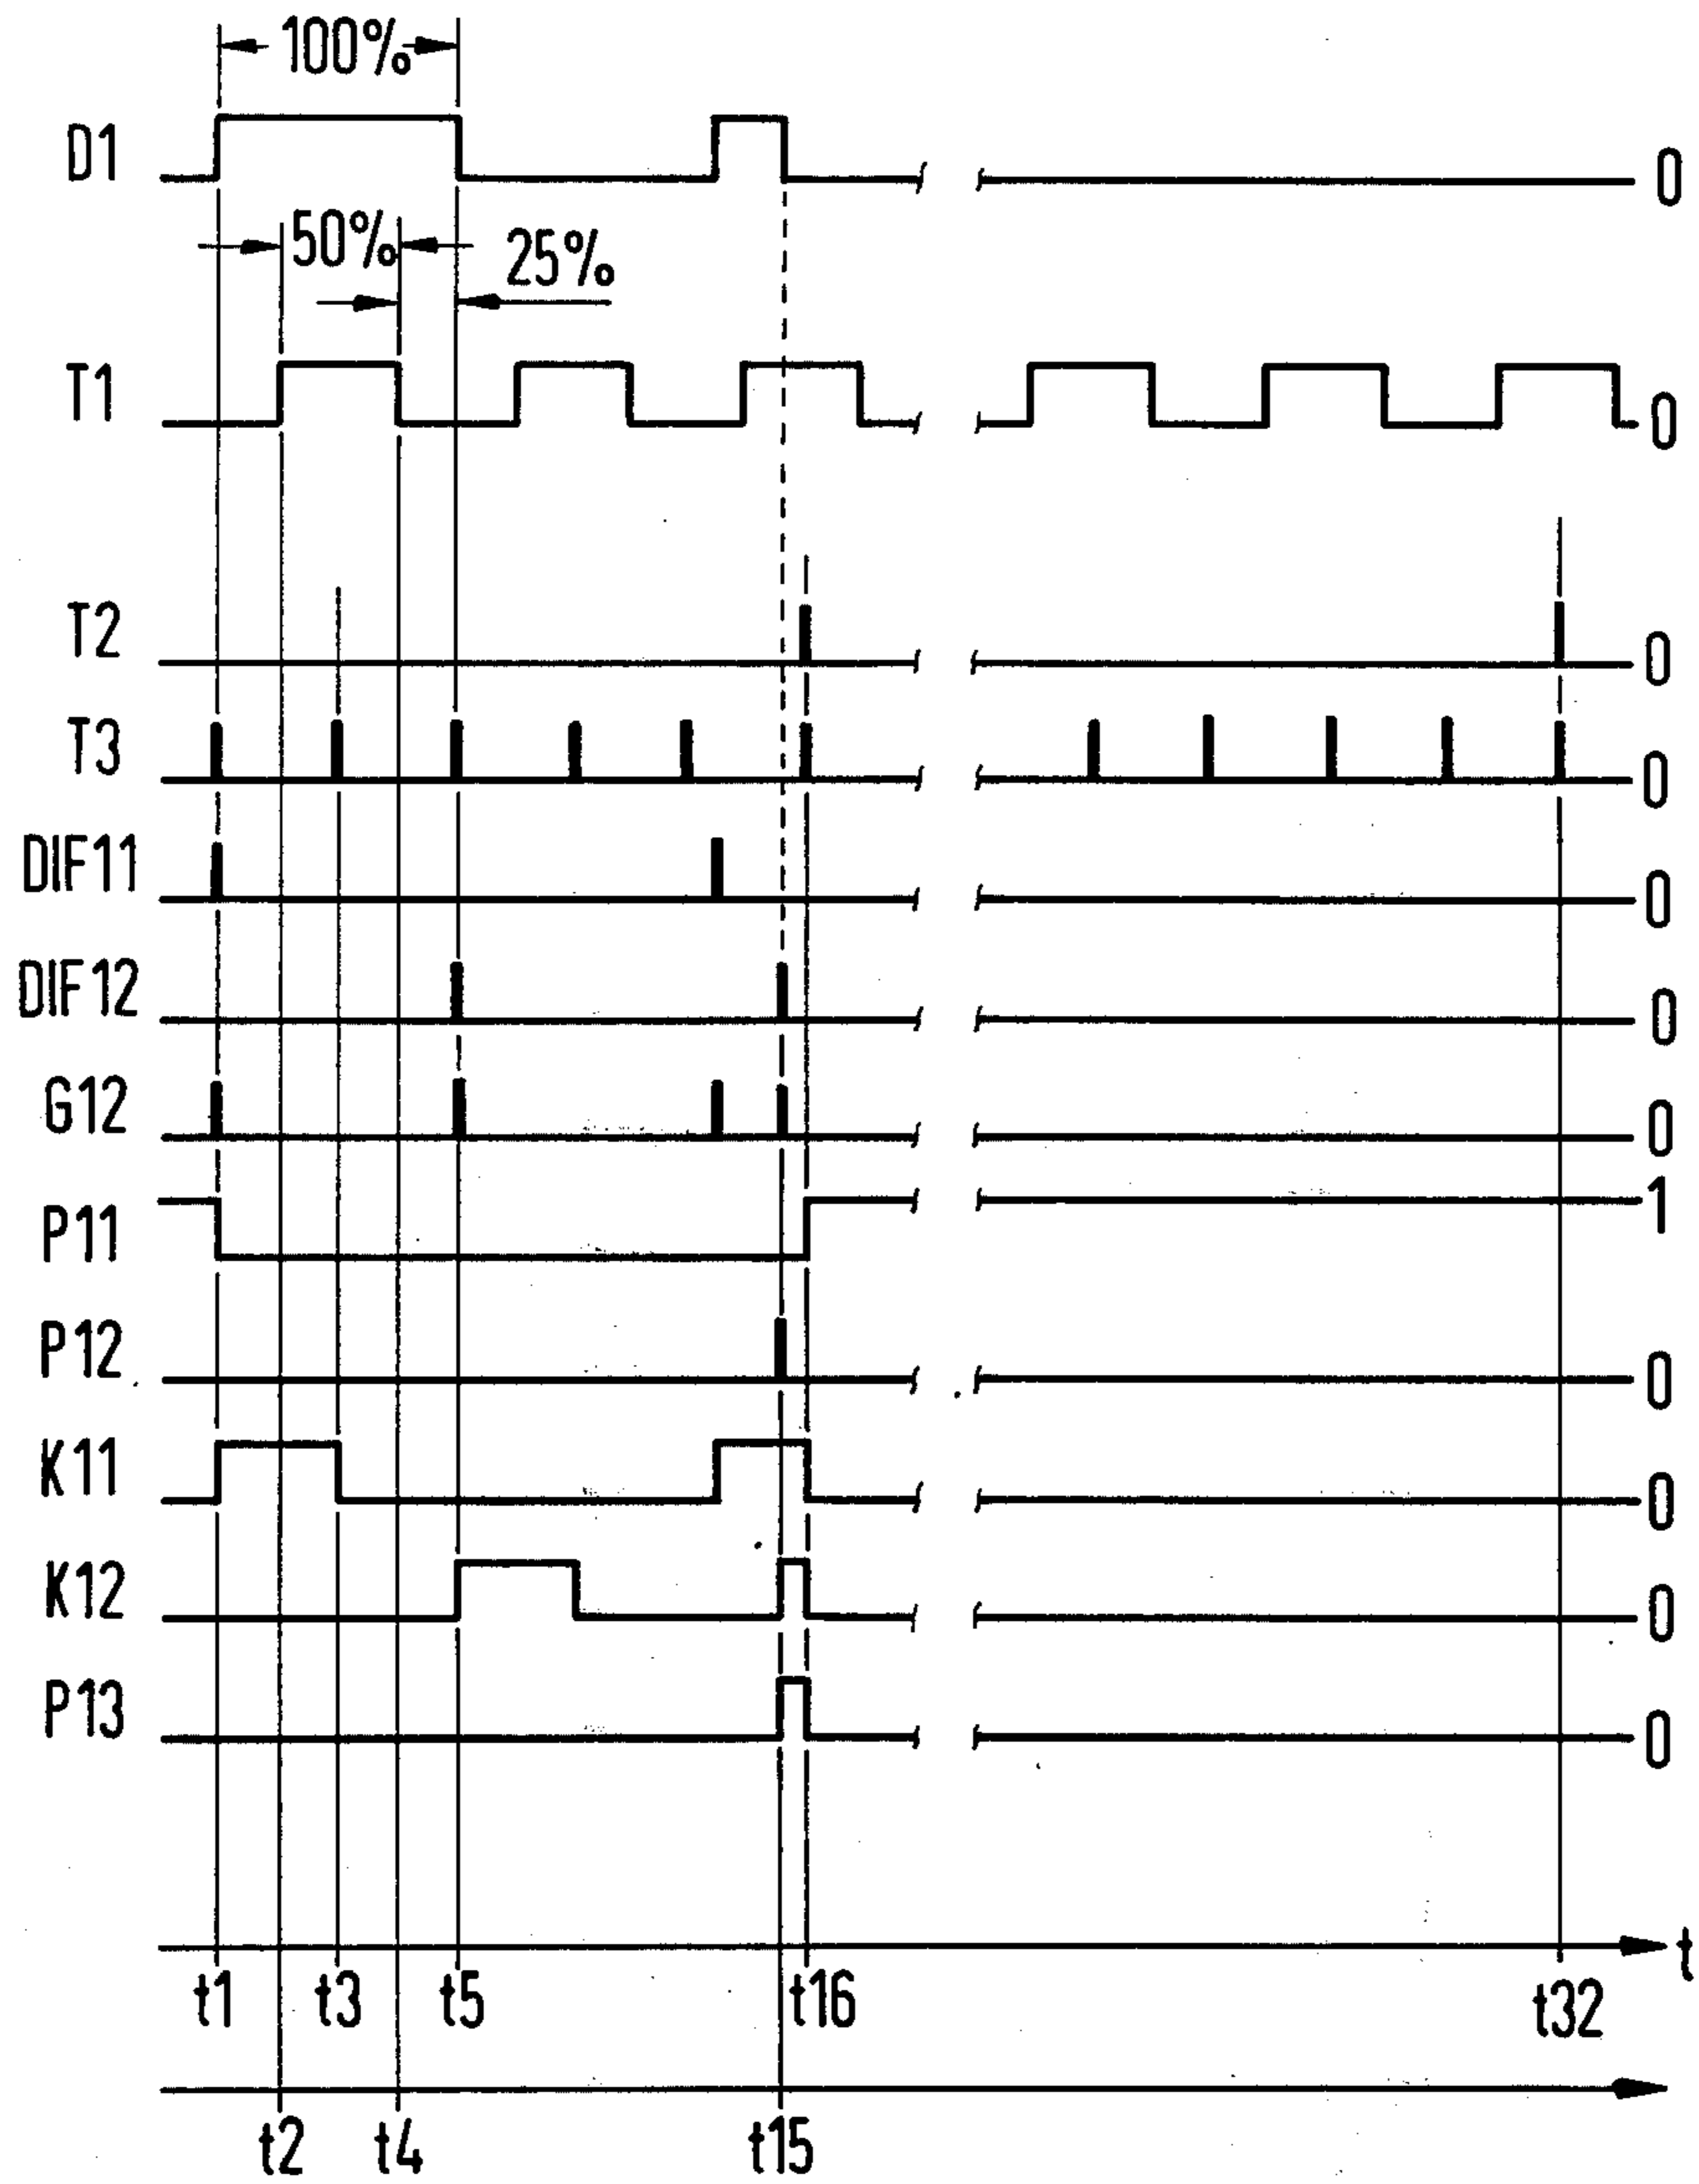 100%
D1 0
50%
25%
T1 0
T2 0
T3 0
DIF11 0
DIF12 0
G12 0
P11 1
P12 0
K11 0
K12 0
P13 0
t
t1 t3 t5 t16 t32
t2 t4 t15